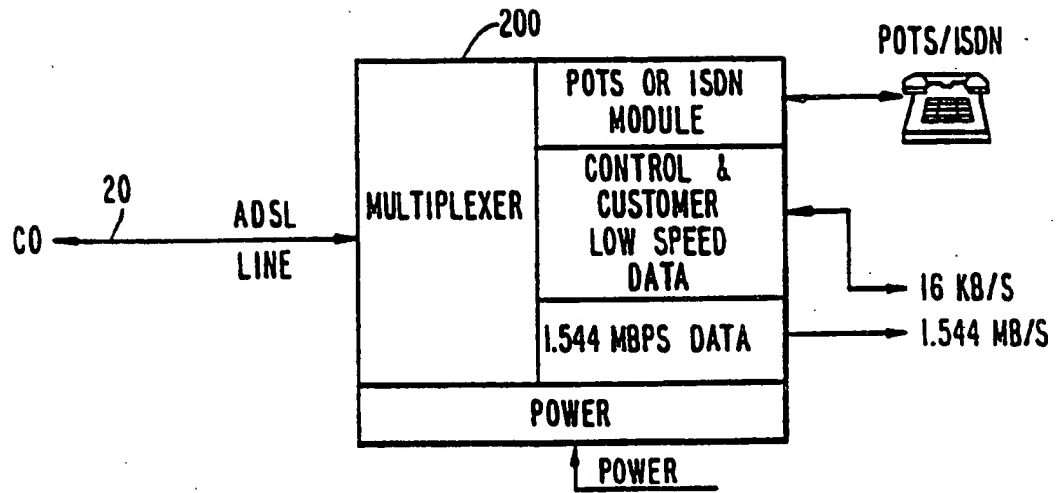 200
POTS/ISDN
POTS OR ISDN
MODULE
CONTROL &
CUSTOMER
LOW SPEED
DATA
MULTIPLEXER
20
ADSL
LINE
CO
16 KB/S
1.544 MBPS DATA
1.544 MB/S
POWER
POWER